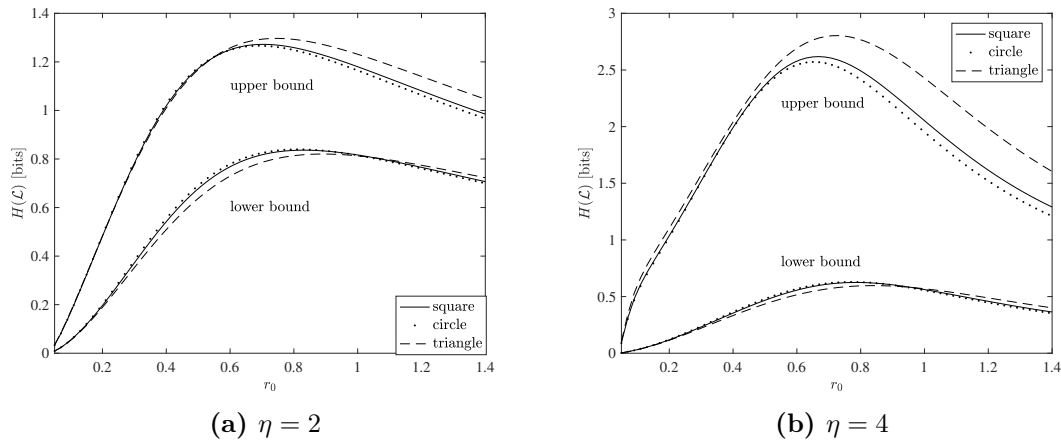 1.4
1.2
1
0.8
0.6
0.4
0.2
0
H(ℒ) [bits]
upper bound
lower bound
square
circle
triangle
0.2 0.4 0.6 0.8 1 1.2 1.4
r₀
(a) η = 2
3
2.5
2
1.5
1
0.5
0
H(ℒ) [bits]
square
circle
triangle
upper bound
lower bound
0.2 0.4 0.6 0.8 1 1.2 1.4
r₀
(b) η = 4